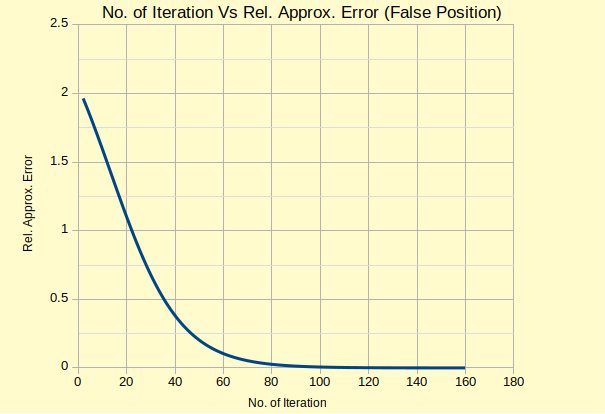 No. of Iteration Vs Rel. Approx. Error (False Position)
2.5
2
1.5
1
0.5
0
Rel. Approx. Error
0 20 40 60 80 100 120 140 160 180
No. of Iteration